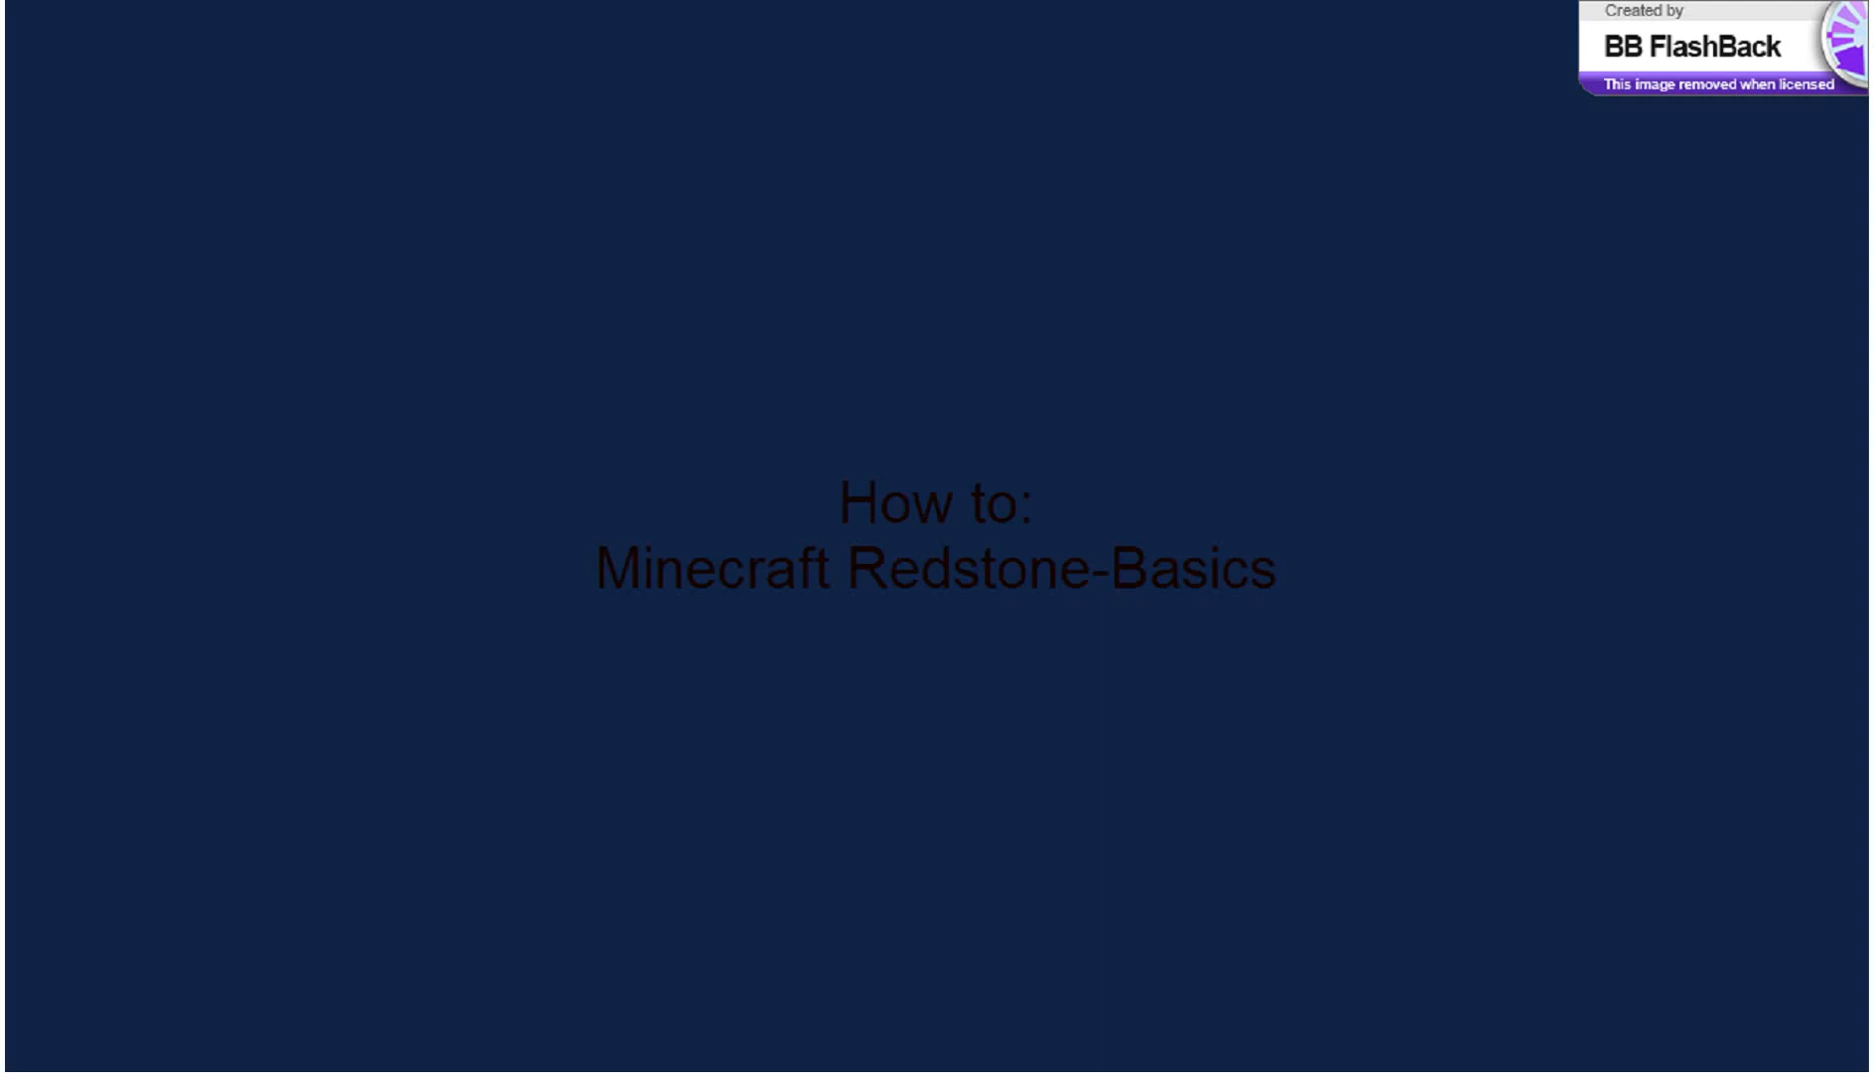 Created by
BB FlashBack
This image removed when licensed
How to:
Minecraft Redstone-Basics